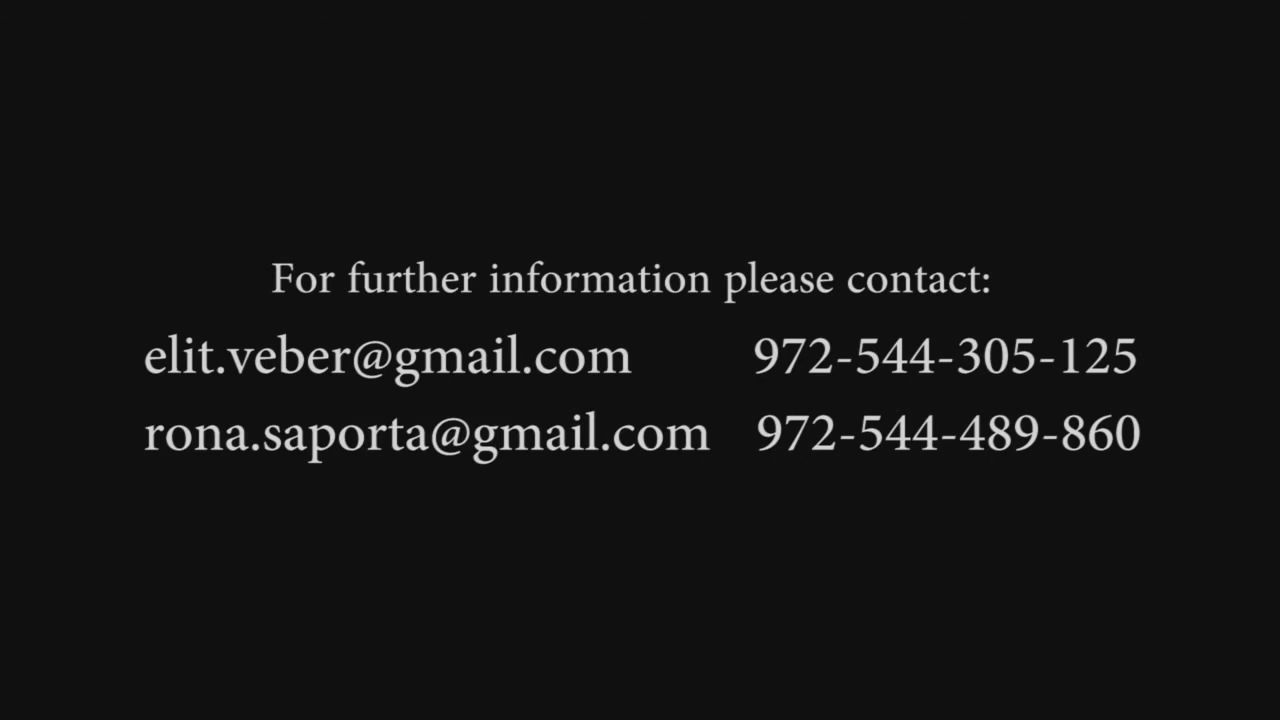 For further information please contact:
elit.veber@gmail.com 972-544-305-125
rona.saporta@gmail.com 972-544-489-860